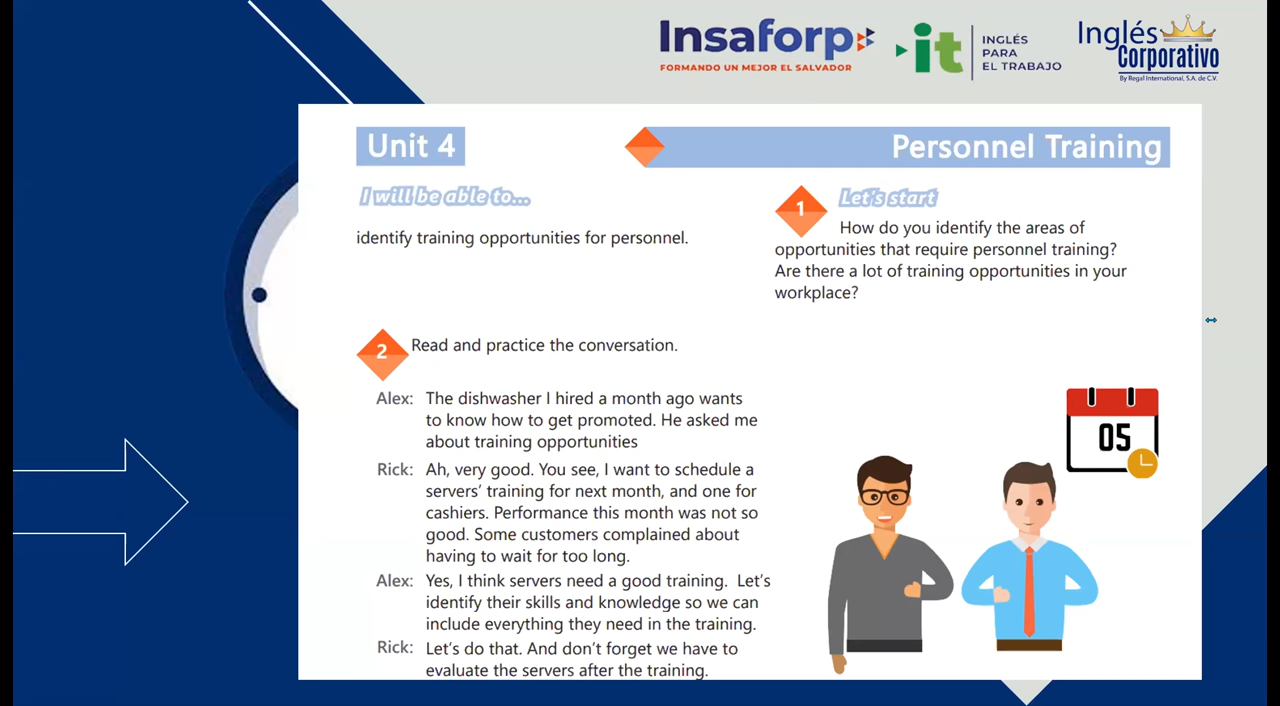 Insaforp
FORMANDO UN MEJOR EL SALVADOR
it
INGLÉS
PARA
EL TRABAJO
Inglés
Corporativo
By Regal International, S.A. de C.V.
Unit 4
Personnel Training
I will be able to...
identify training opportunities for personnel.
1
Let's start
How do you identify the areas of
opportunities that require personnel training?
Are there a lot of training opportunities in your
workplace?
2
Read and practice the conversation.
Alex: The dishwasher I hired a month ago wants
to know how to get promoted. He asked me
about training opportunities
Rick: Ah, very good. You see, I want to schedule a
servers' training for next month, and one for
cashiers. Performance this month was not so
good. Some customers complained about
having to wait for too long.
Alex: Yes, I think servers need a good training. Let's
identify their skills and knowledge so we can
include everything they need in the training.
Rick: Let's do that. And don't forget we have to
evaluate the servers after the training.
05